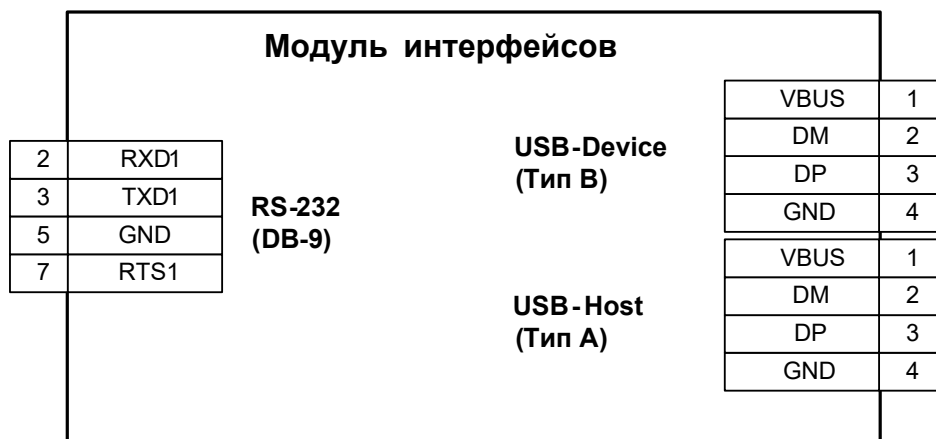 Модуль интерфейсов
2 RXD1
3 TXD1
5 GND
7 RTS1
RS-232
(DB-9)
USB-Device
(Тип B)
VBUS 1
DM 2
DP 3
GND 4
USB-Host
(Тип A)
VBUS 1
DM 2
DP 3
GND 4